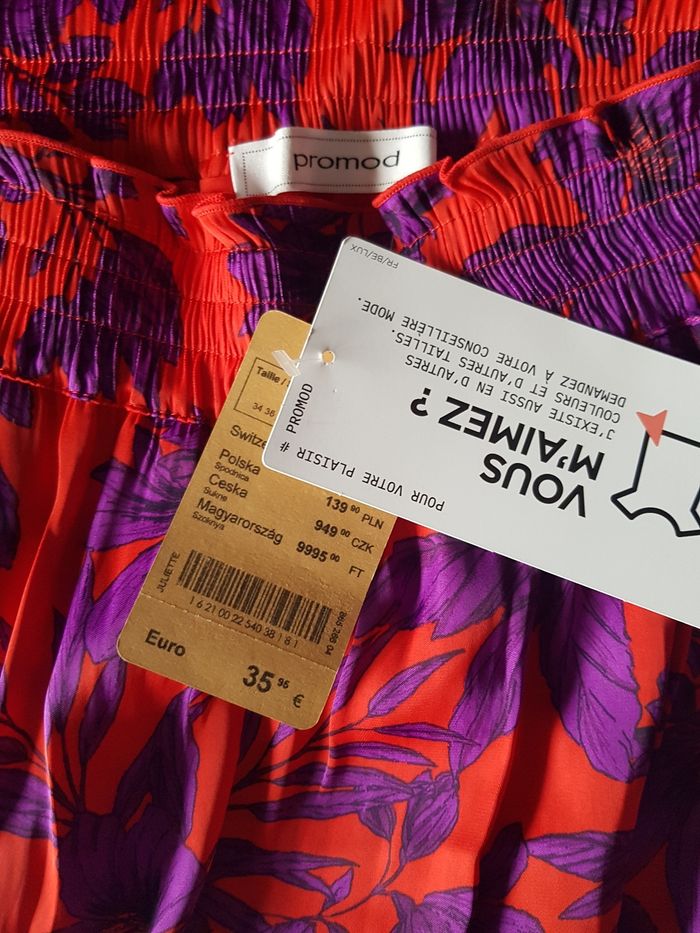 promod
FR/BE/LUX
VOUS
M'AIMEZ ?
J'EXISTE AUSSI EN D'AUTRES
COULEURS ET D'AUTRES TAILLES.
DEMANDEZ À VOTRE CONSEILLÈRE MODE.
POUR VOTRE PLAISIR # PROMOD
Taille /
34 36
Switze
Polska
Spodnica
139 90 PLN
Ceska
Sukne
949 00 CZK
Magyarország
Szoknya
9995 00 FT
JULIETTE
1 6 21 00 22 540 38 1 8 1
Euro
35 95 €